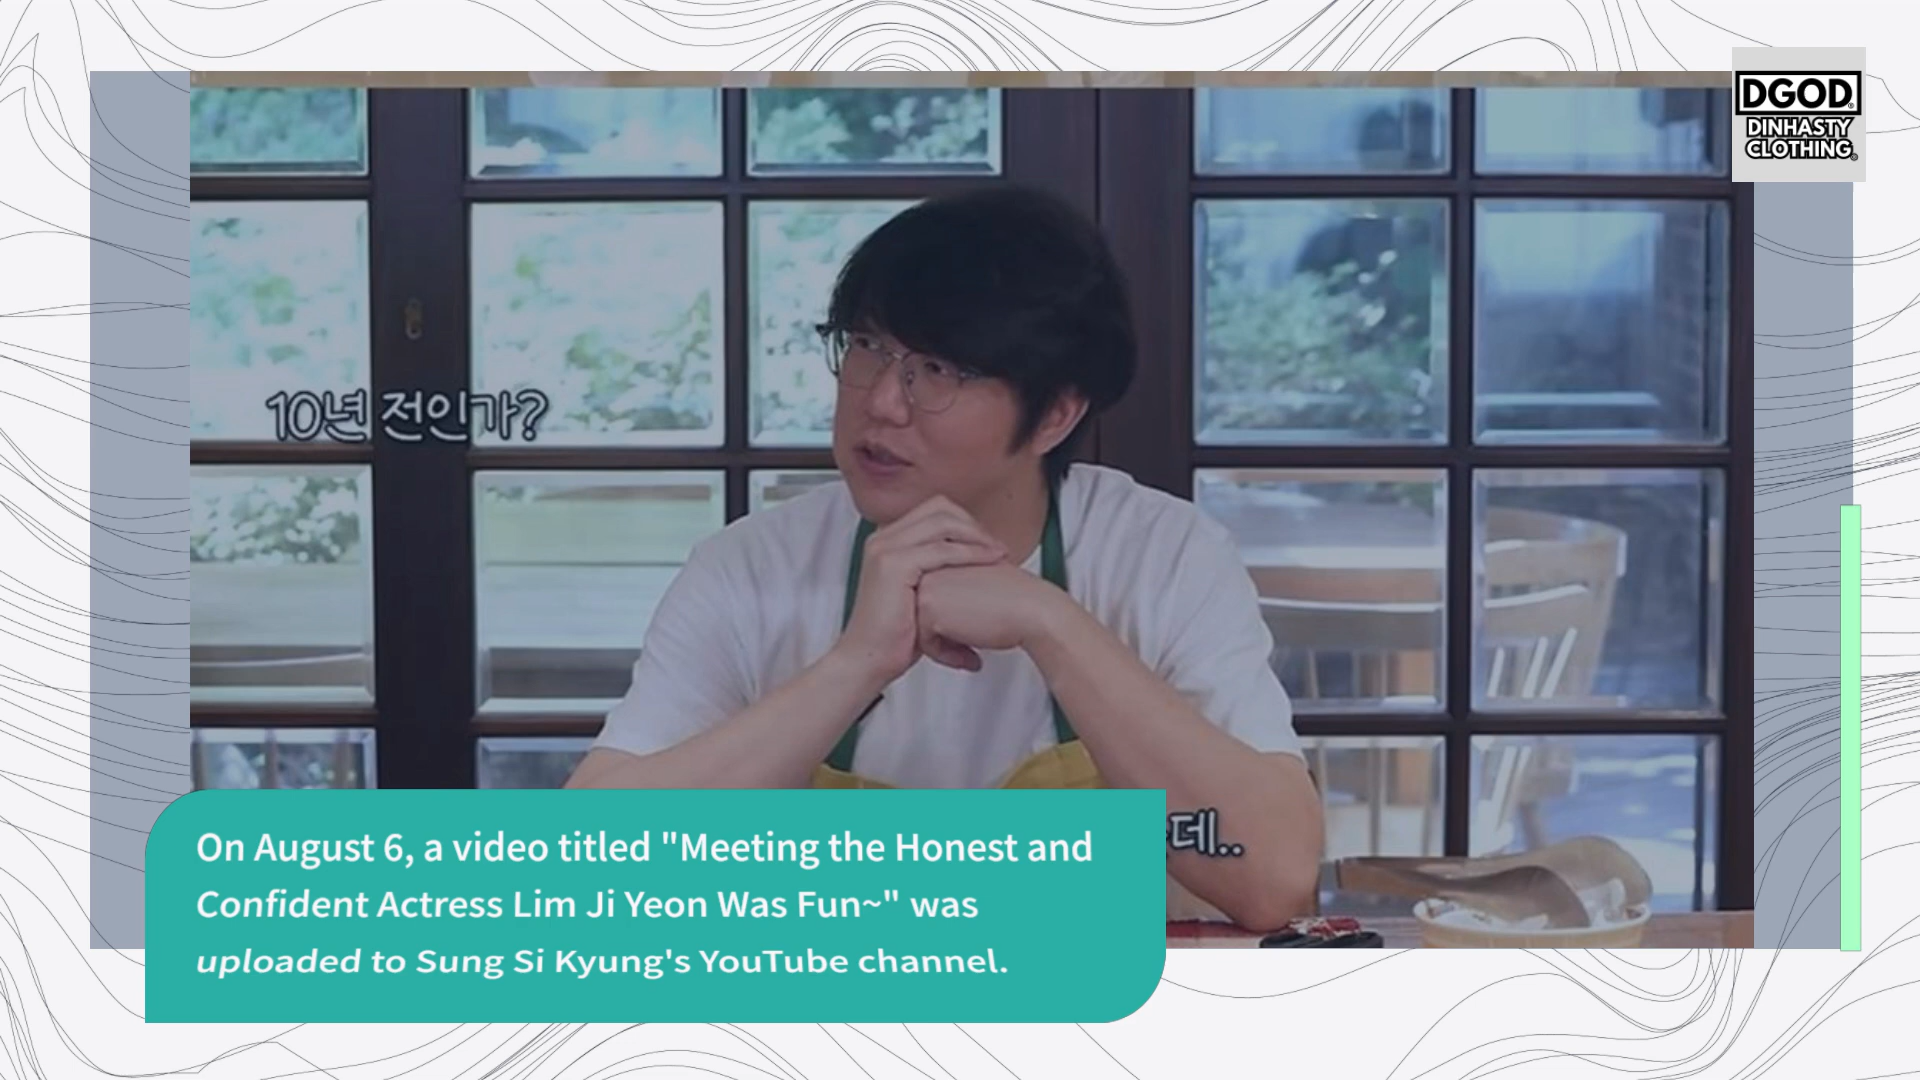 DGOD
DINHASTY
CLOTHING
10년 전인가?
데..
On August 6, a video titled "Meeting the Honest and
Confident Actress Lim Ji Yeon Was Fun~" was
uploaded to Sung Si Kyung's YouTube channel.